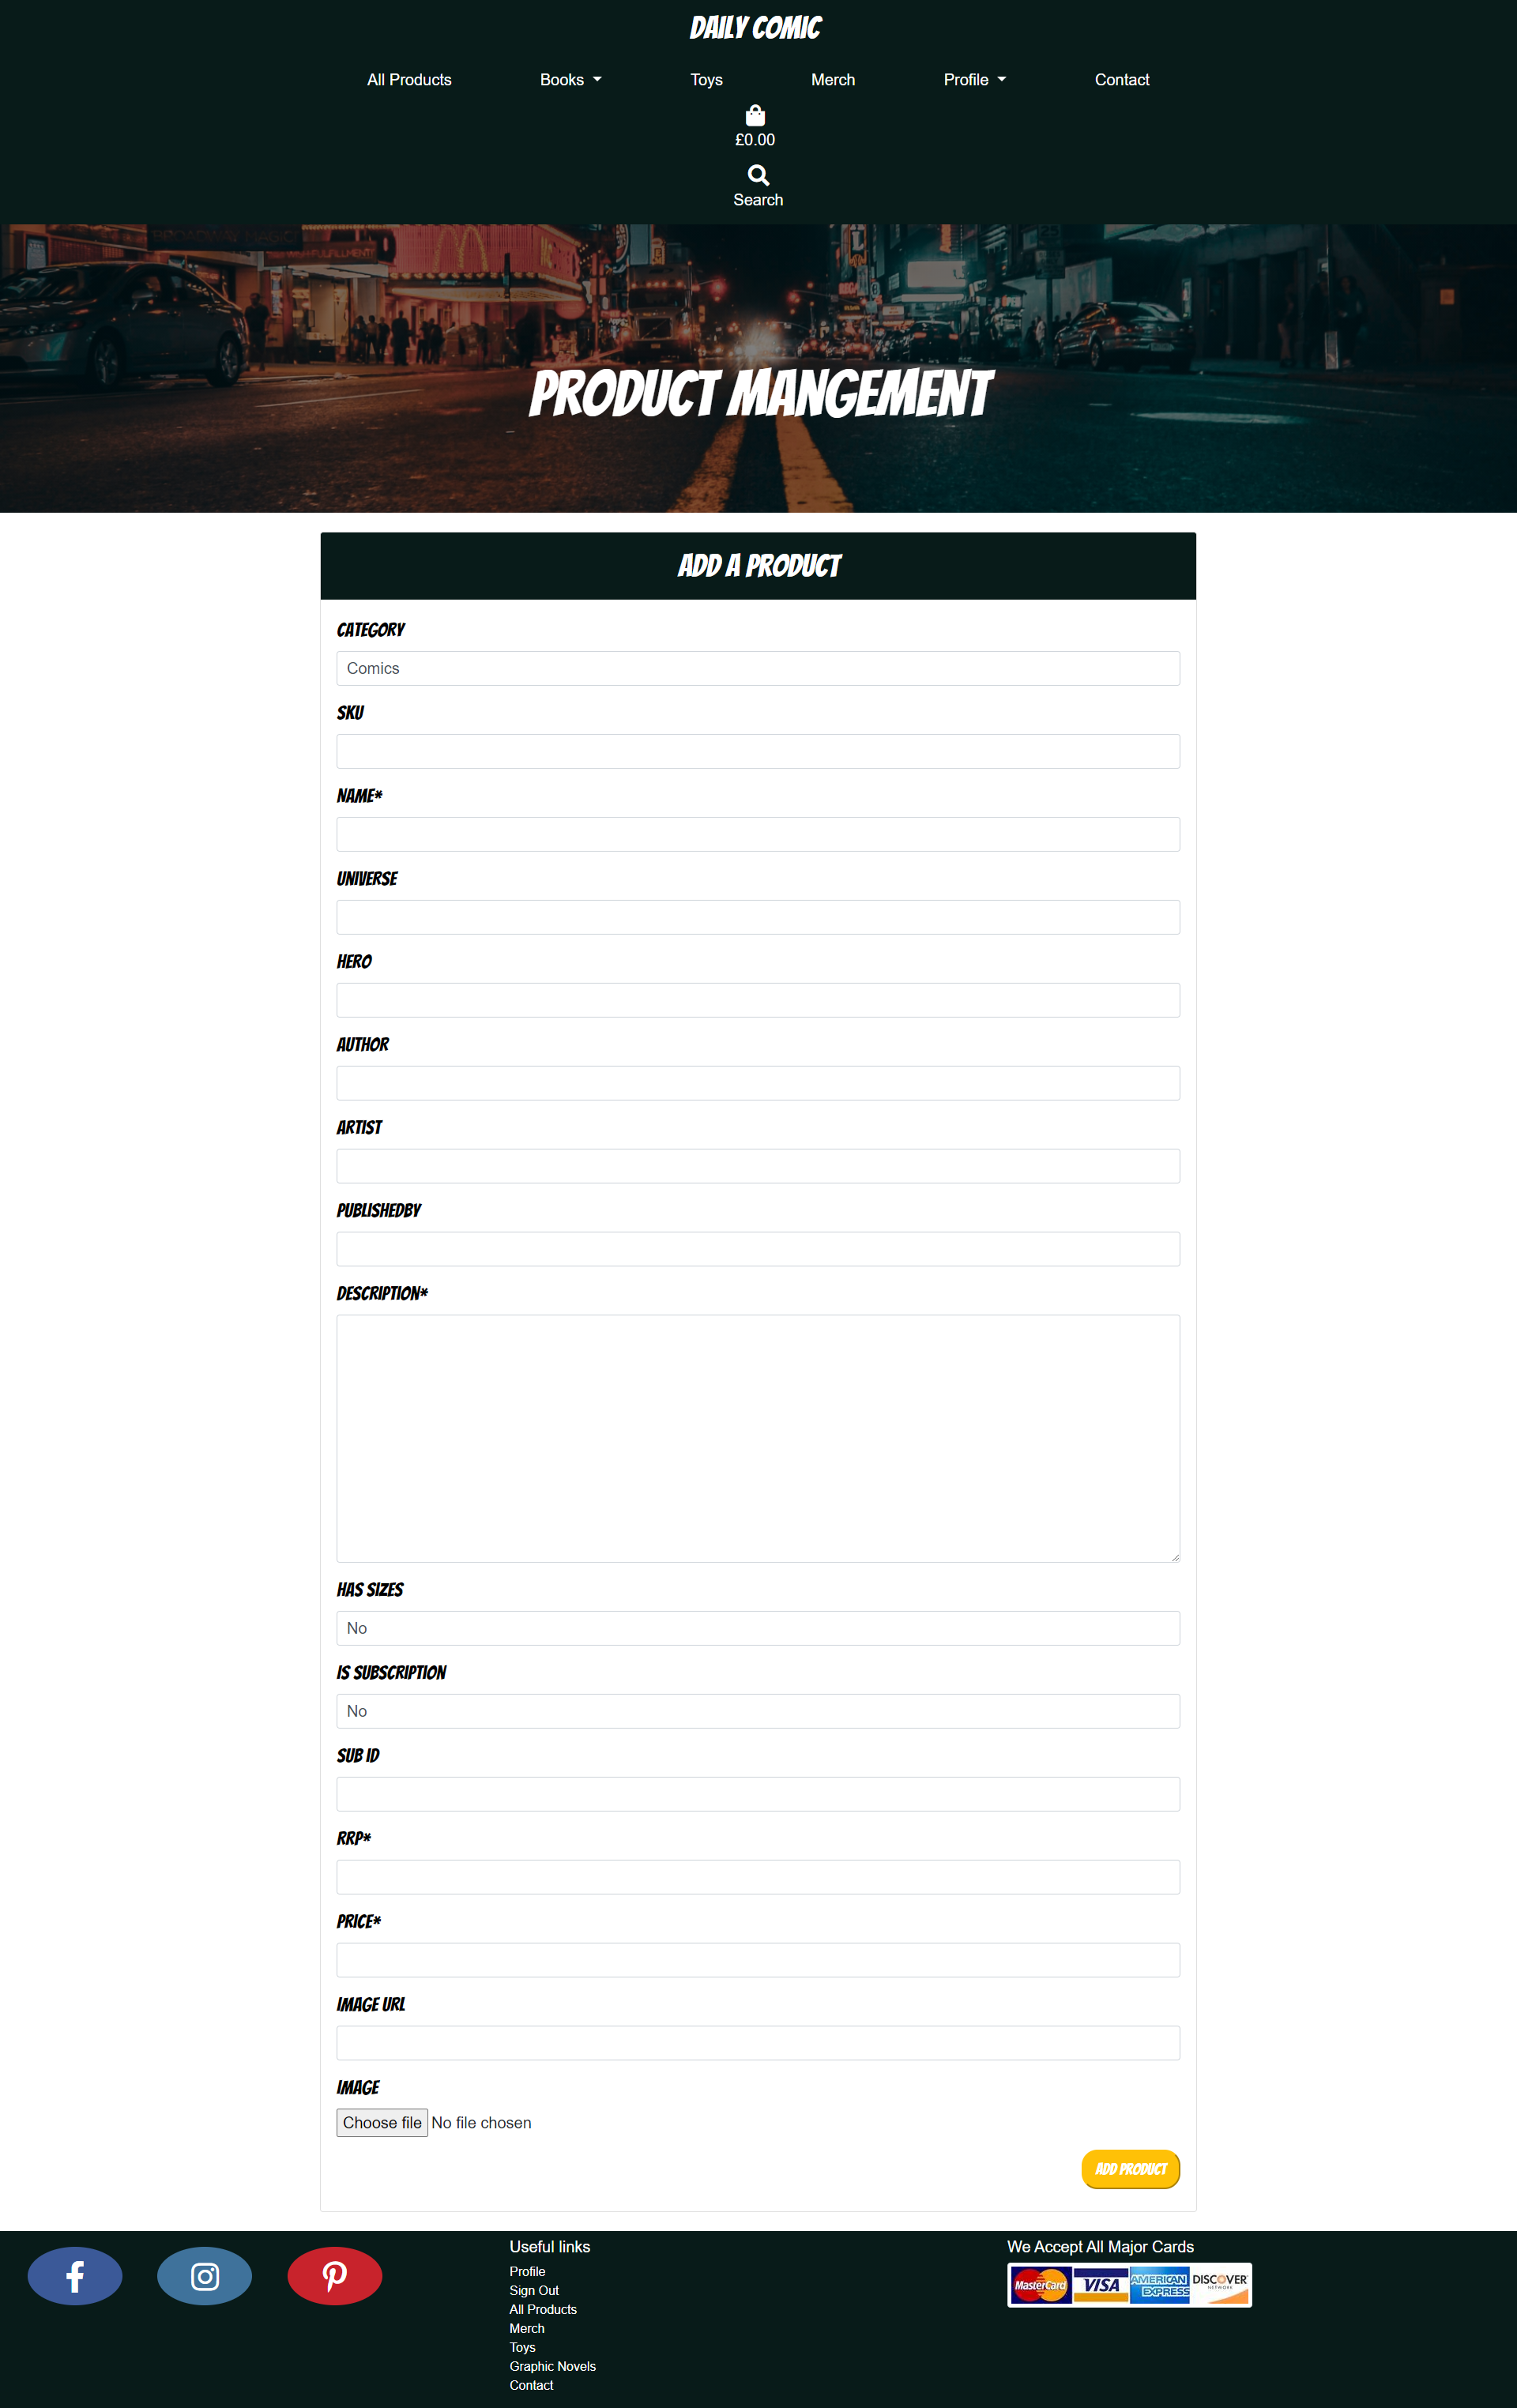 DAILY COMIC
All Products Books Toys Merch Profile Contact
£0.00
Search
BROADWAY MAGIC
PRODUCT MANGEMENT
ADD A PRODUCT
CATEGORY
Comics
SKU
NAME*
UNIVERSE
HERO
AUTHOR
ARTIST
PUBLISHEDBY
DESCRIPTION*
HAS SIZES
No
IS SUBSCRIPTION
No
SUB ID
RRP*
PRICE*
IMAGE URL
IMAGE
Choose file No file chosen
ADD PRODUCT
Useful links
Profile
Sign Out
All Products
Merch
Toys
Graphic Novels
Contact
We Accept All Major Cards
MasterCard VISA AMERICAN EXPRESS DISCOVER NETWORK